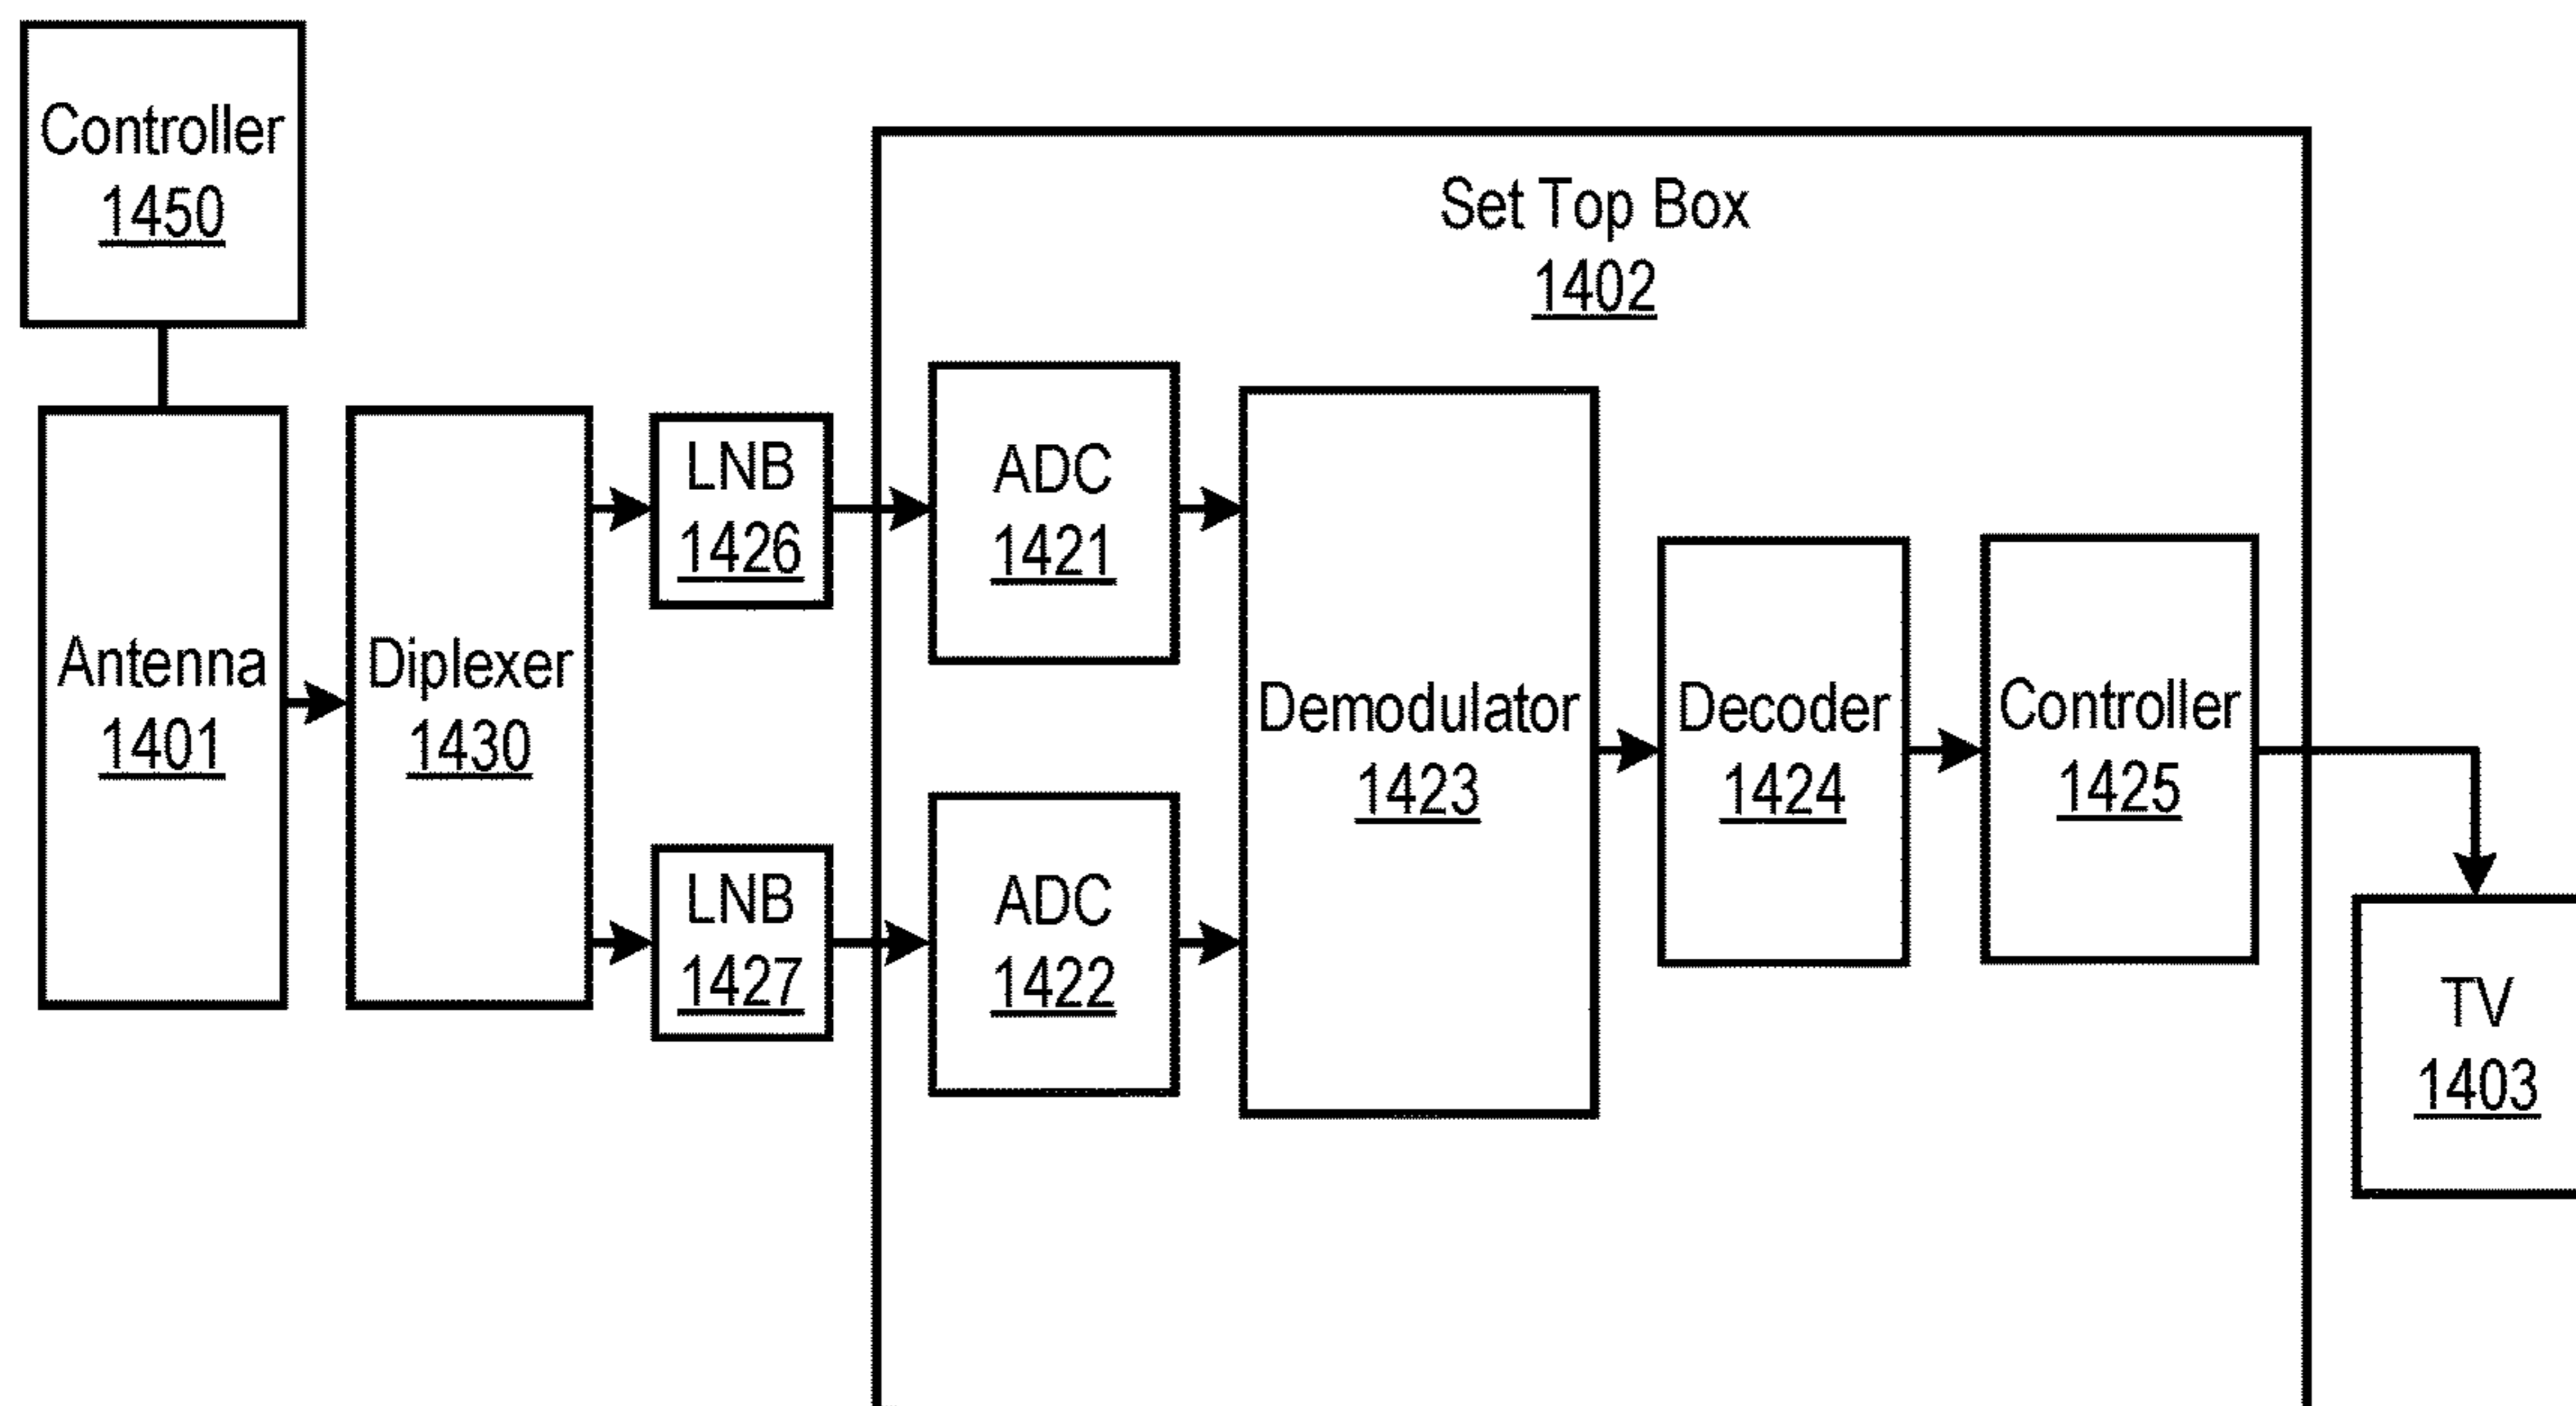 Controller
1450
Set Top Box
1402
Antenna
1401
Diplexer
1430
LNB
1426
LNB
1427
ADC
1421
ADC
1422
Demodulator
1423
Decoder
1424
Controller
1425
TV
1403